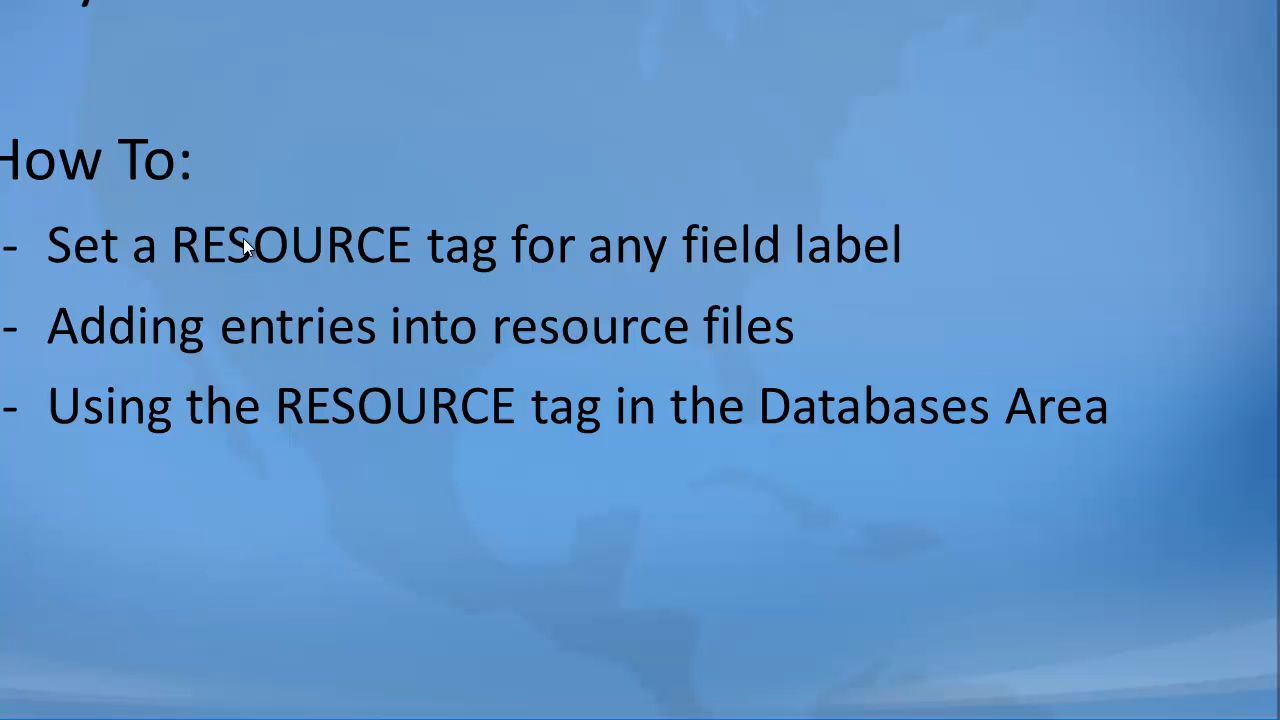 How To:
- Set a RESOURCE tag for any field label
- Adding entries into resource files
- Using the RESOURCE tag in the Databases Area